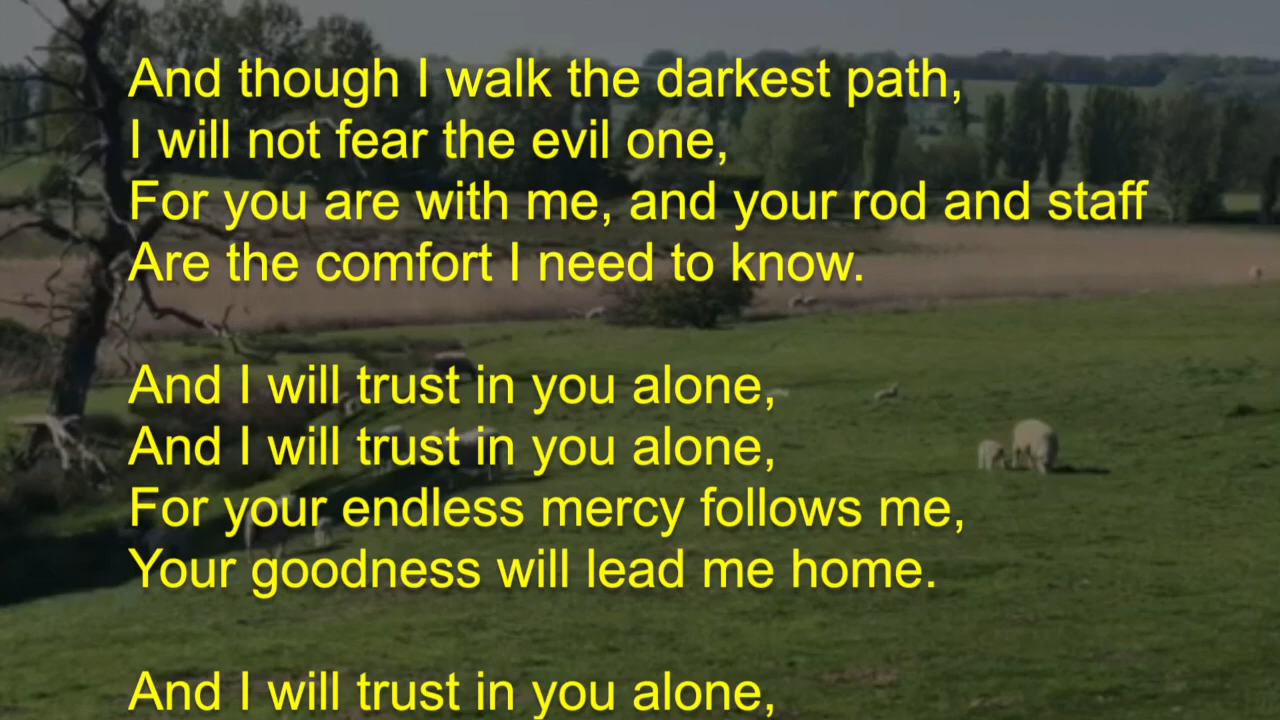 And though I walk the darkest path,
I will not fear the evil one,
For you are with me, and your rod and staff
Are the comfort I need to know.
And I will trust in you alone,
And I will trust in you alone,
For your endless mercy follows me,
Your goodness will lead me home.
And I will trust in you alone,